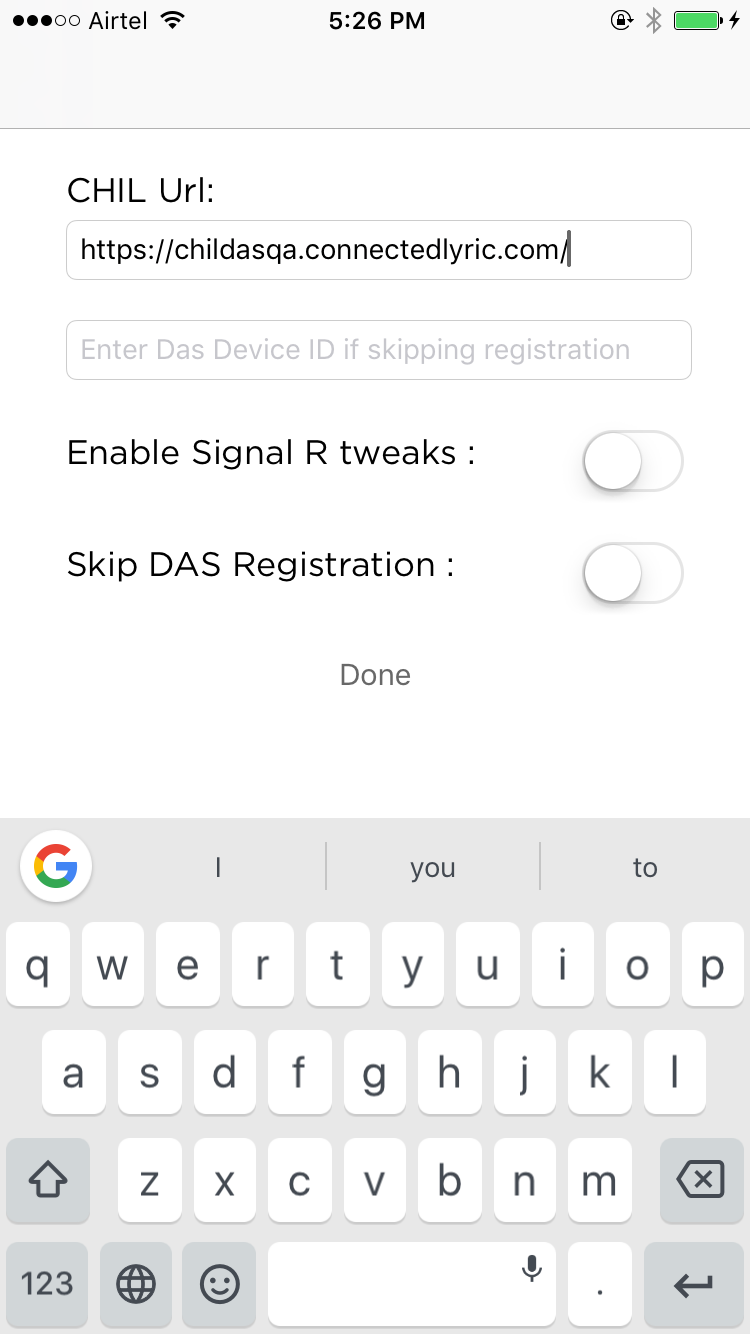 Airtel 5:26 PM
CHIL Url:
https://childasqa.connectedlyric.com/
Enter Das Device ID if skipping registration
Enable Signal R tweaks :
Skip DAS Registration :
Done
I you to
q w e r t y u i o p
a s d f g h j k l
z x c v b n m
123 .